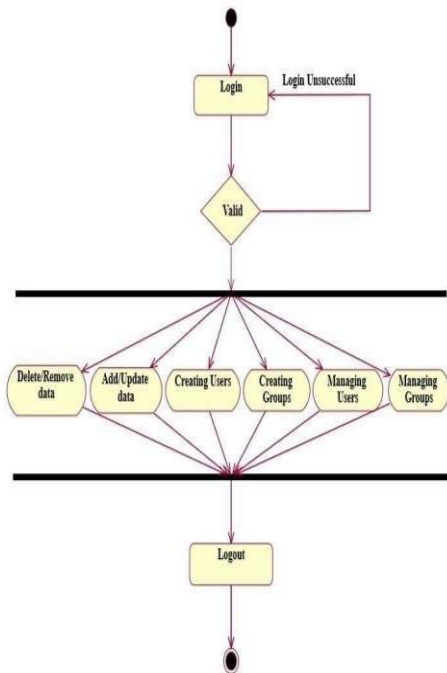 Login
Login Unsuccessful
Valid
Delete/Remove
data
Add/Update
data
Creating Users
Creating
Groups
Managing
Users
Managing
Groups
Logout